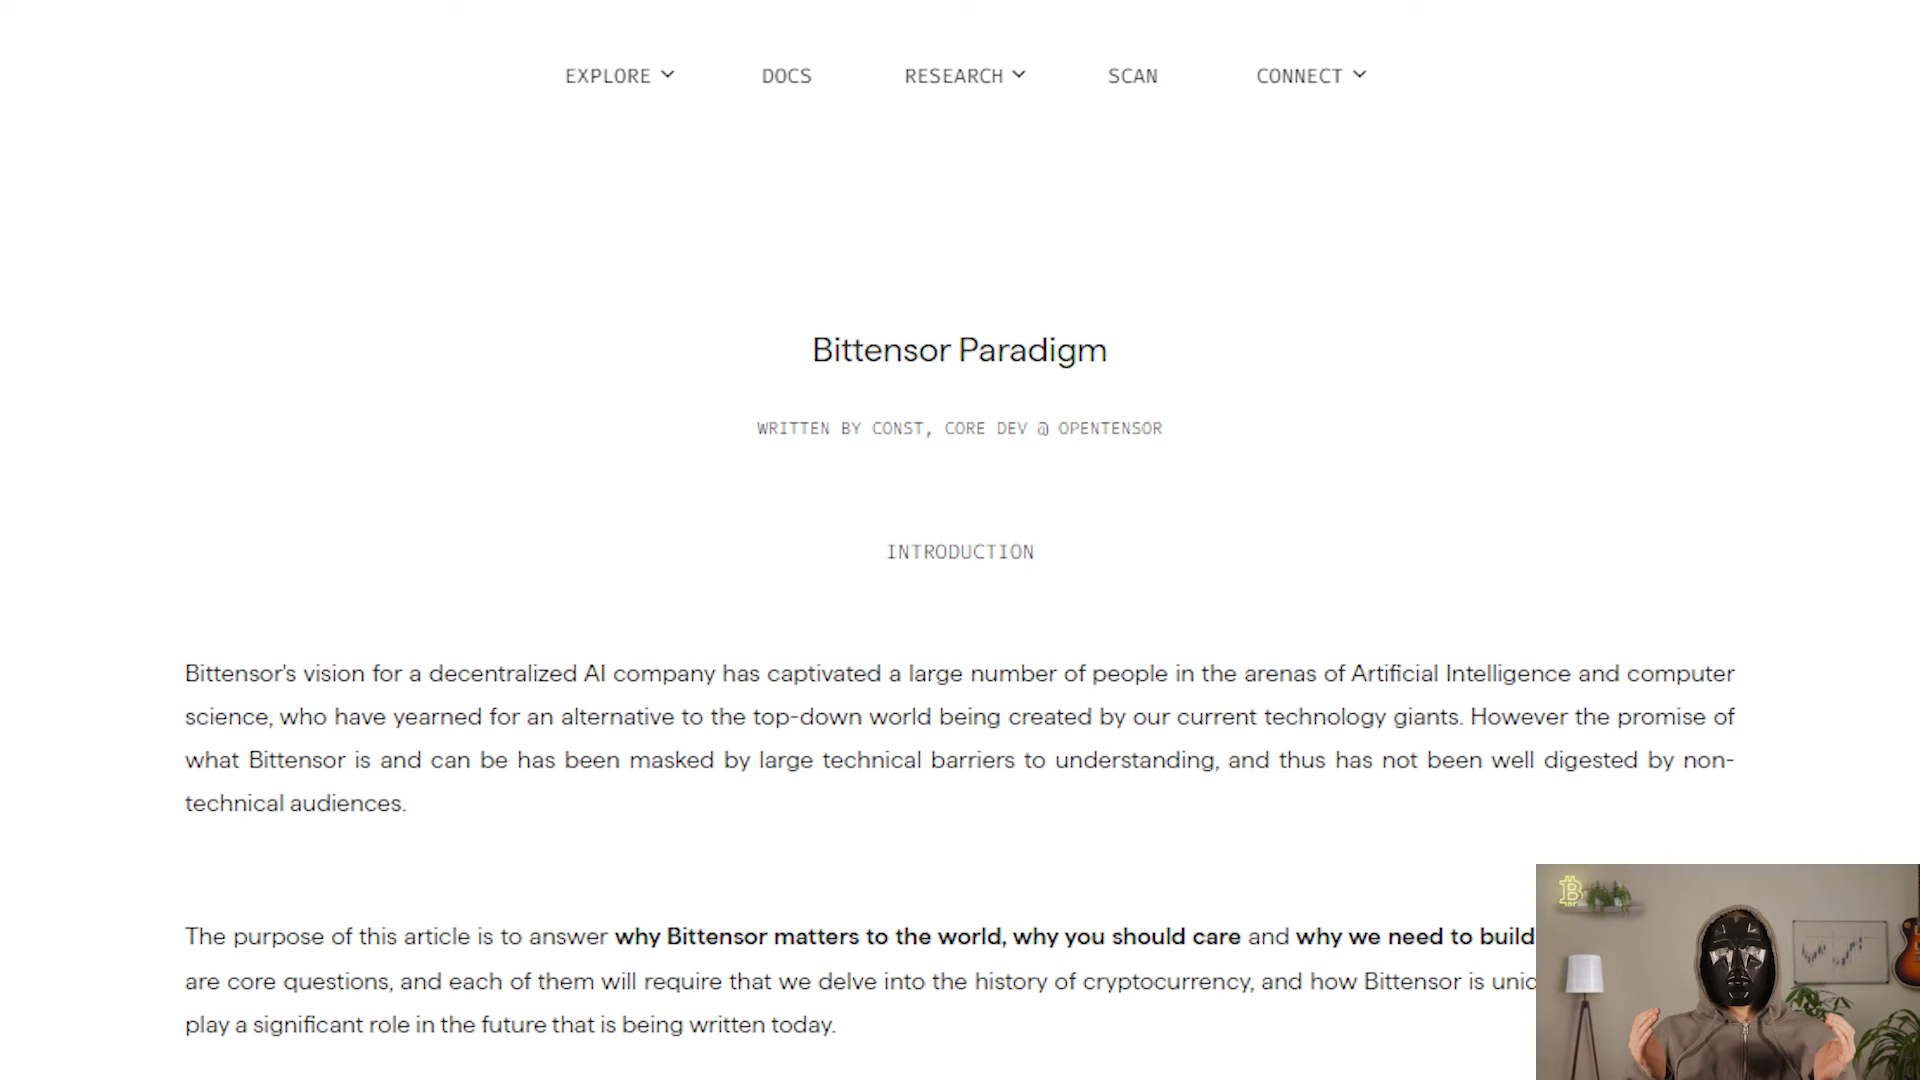 EXPLORE DOCS RESEARCH SCAN CONNECT
Bittensor Paradigm
WRITTEN BY CONST, CORE DEV @ OPENTENSOR
INTRODUCTION
Bittensor's vision for a decentralized AI company has captivated a large number of people in the arenas of Artificial Intelligence and computer
science, who have yearned for an alternative to the top-down world being created by our current technology giants. However the promise of
what Bittensor is and can be has been masked by large technical barriers to understanding, and thus has not been well digested by non-
technical audiences.
The purpose of this article is to answer why Bittensor matters to the world, why you should care and why we need to build
are core questions, and each of them will require that we delve into the history of cryptocurrency, and how Bittensor is
play a significant role in the future that is being written today.